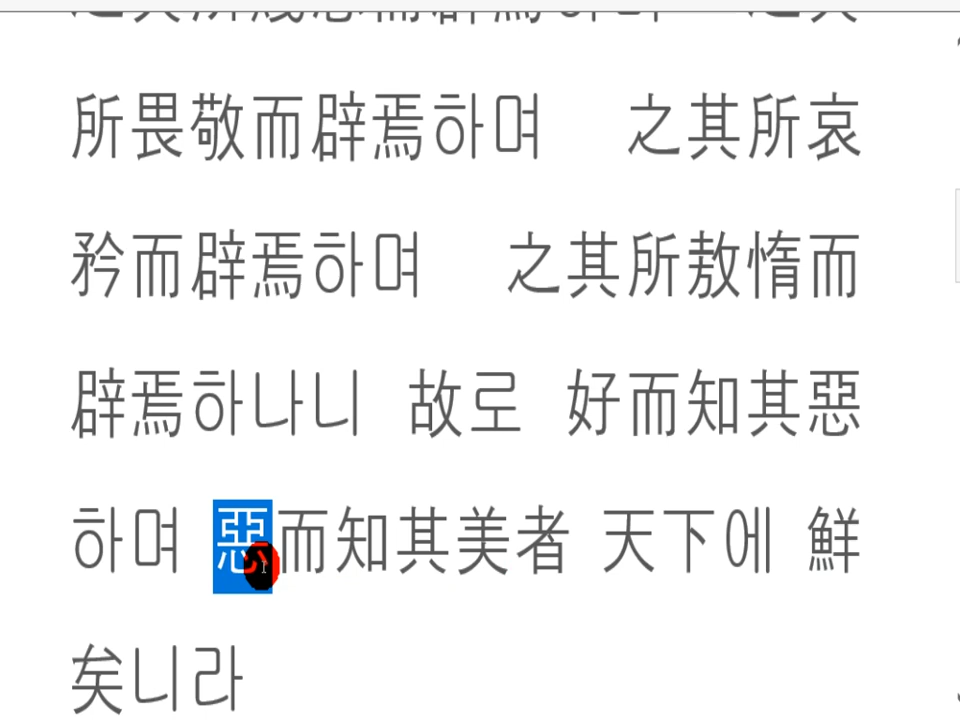 所畏敬而辟焉하며 之其所哀
矜而辟焉하며 之其所敖惰而
辟焉하나니 故로 好而知其惡
하며 惡而知其美者 天下에 鮮
矣니라